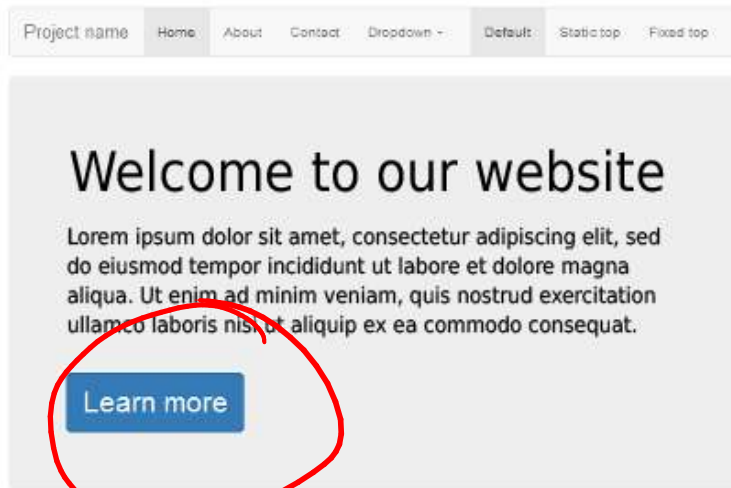 Project name Home About Contact Dropdown Default Static top Fixed top
Welcome to our website
Lorem ipsum dolor sit amet, consectetur adipiscing elit, sed
do eiusmod tempor incididunt ut labore et dolore magna
aliqua. Ut enim ad minim veniam, quis nostrud exercitation
ullamco laboris nisi ut aliquip ex ea commodo consequat.
Learn more